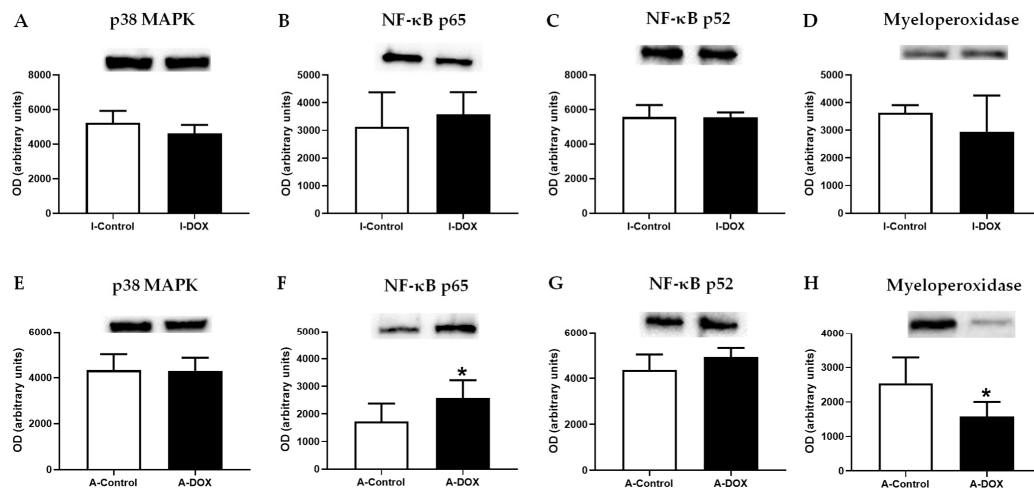 A p38 MAPK
OD (arbitrary units)
8000
6000
4000
2000
0
I-Control I-DOX
B NF-κB p65
OD (arbitrary units)
5000
4000
3000
2000
1000
0
I-Control I-DOX
C NF-κB p52
OD (arbitrary units)
8000
6000
4000
2000
0
I-Control I-DOX
D Myeloperoxidase
OD (arbitrary units)
5000
4000
3000
2000
1000
0
I-Control I-DOX
E p38 MAPK
OD (arbitrary units)
6000
4000
2000
0
A-Control A-DOX
F NF-κB p65
OD (arbitrary units)
5000
4000
3000
2000
1000
0
*
A-Control A-DOX
G NF-κB p52
OD (arbitrary units)
6000
4000
2000
0
A-Control A-DOX
H Myeloperoxidase
OD (arbitrary units)
4000
3000
2000
1000
0
*
A-Control A-DOX